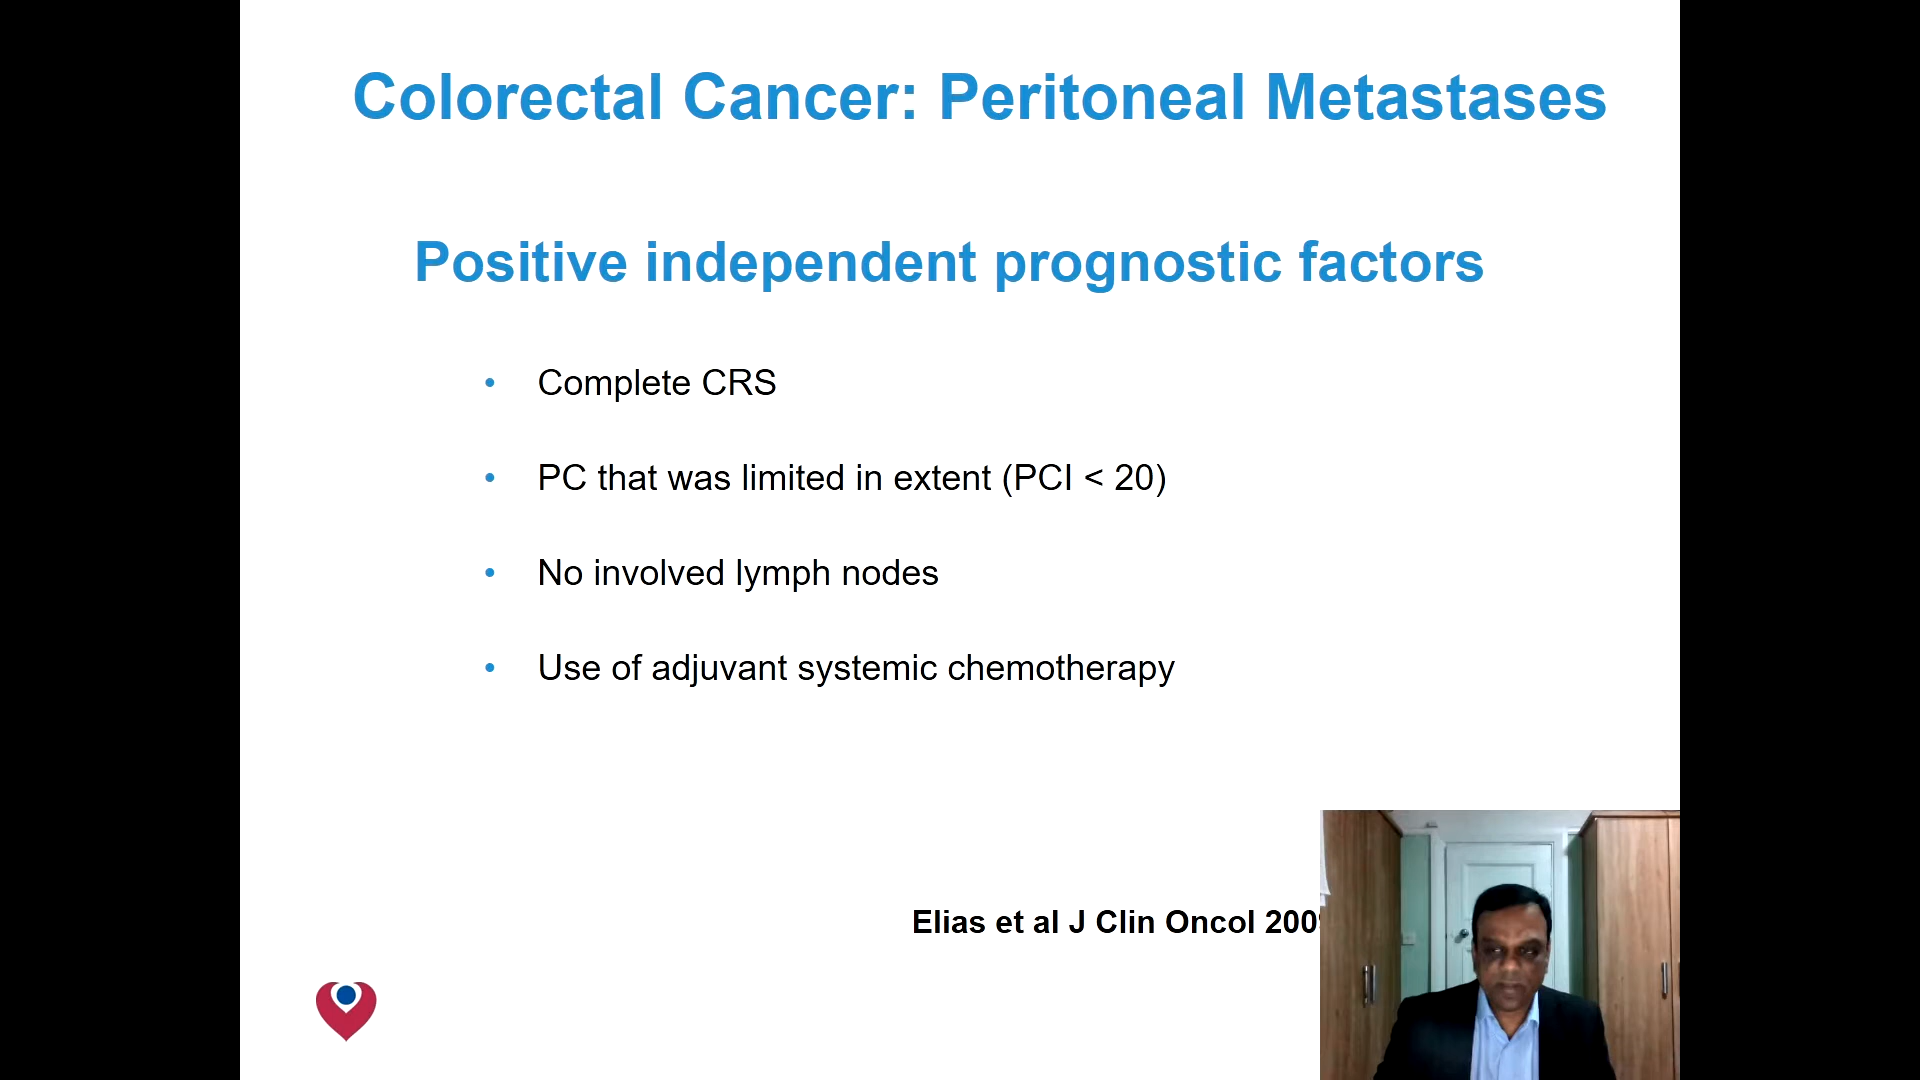 Colorectal Cancer: Peritoneal Metastases
Positive independent prognostic factors
• Complete CRS
• PC that was limited in extent (PCI < 20)
• No involved lymph nodes
• Use of adjuvant systemic chemotherapy
Elias et al J Clin Oncol